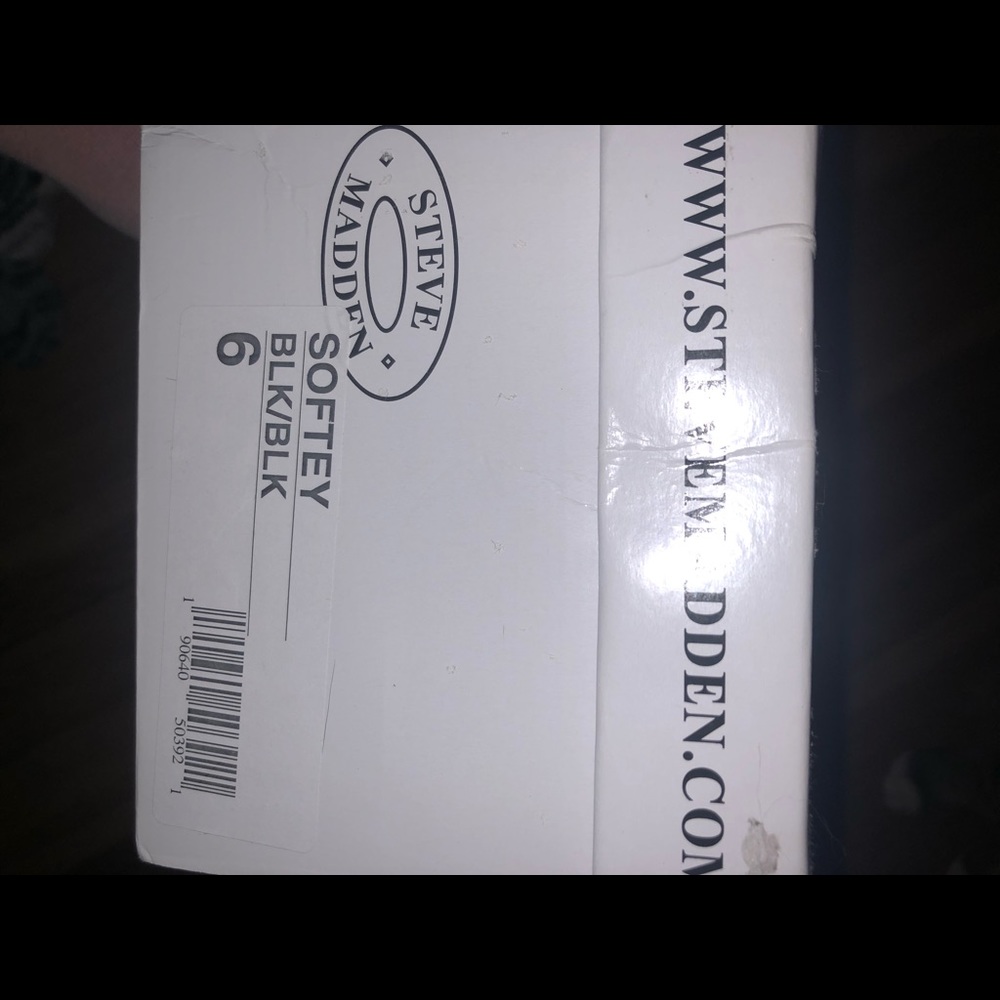 WWW.STEVEMADDEN.COM
STEVE
MADDEN
SOFTEY
BLK/BLK
6
1 90640 50392 1